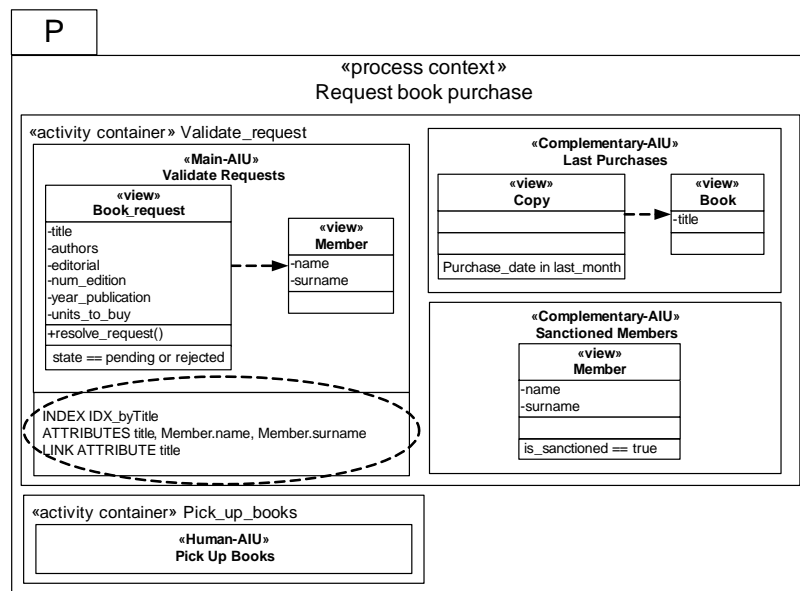 P
«process context»
Request book purchase
«activity container» Validate_request
«Main-AIU»
Validate Requests
«view»
Book_request
-title
-authors
-editorial
-num_edition
-year_publication
-units_to_buy
+resolve_request()
state == pending or rejected
«view»
Member
-name
-surname
INDEX IDX_byTitle
ATTRIBUTES title, Member.name, Member.surname
LINK ATTRIBUTE title
«Complementary-AIU»
Last Purchases
«view»
Copy
Purchase_date in last_month
«view»
Book
-title
«Complementary-AIU»
Sanctioned Members
«view»
Member
-name
-surname
is_sanctioned == true
«activity container» Pick_up_books
«Human-AIU»
Pick Up Books